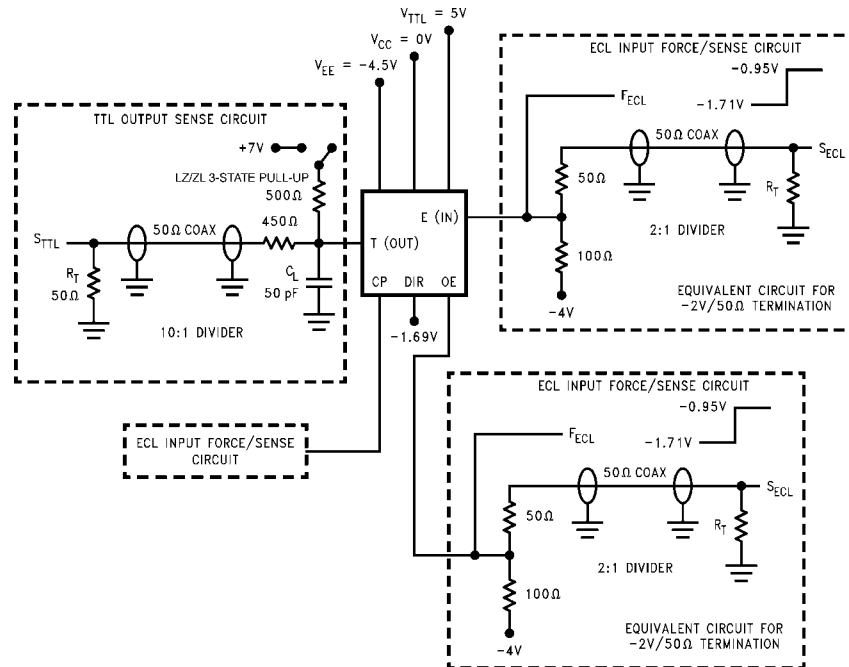 V_TTL = 5V
V_CC = 0V
V_EE = -4.5V
TTL OUTPUT SENSE CIRCUIT
+7V
LZ/ZL 3-STATE PULL-UP
500Ω
450Ω
S_TTL
50Ω COAX
R_T
50Ω
C_L
50 pF
10:1 DIVIDER
E (IN)
T (OUT)
CP DIR OE
-1.69V
ECL INPUT FORCE/SENSE CIRCUIT
-0.95V
F_ECL
-1.71V
50Ω COAX
S_ECL
50Ω
R_T
2:1 DIVIDER
100Ω
-4V
EQUIVALENT CIRCUIT FOR
-2V/50Ω TERMINATION
ECL INPUT FORCE/SENSE
CIRCUIT
ECL INPUT FORCE/SENSE CIRCUIT
-0.95V
F_ECL
-1.71V
50Ω COAX
S_ECL
50Ω
R_T
2:1 DIVIDER
100Ω
-4V
EQUIVALENT CIRCUIT FOR
-2V/50Ω TERMINATION